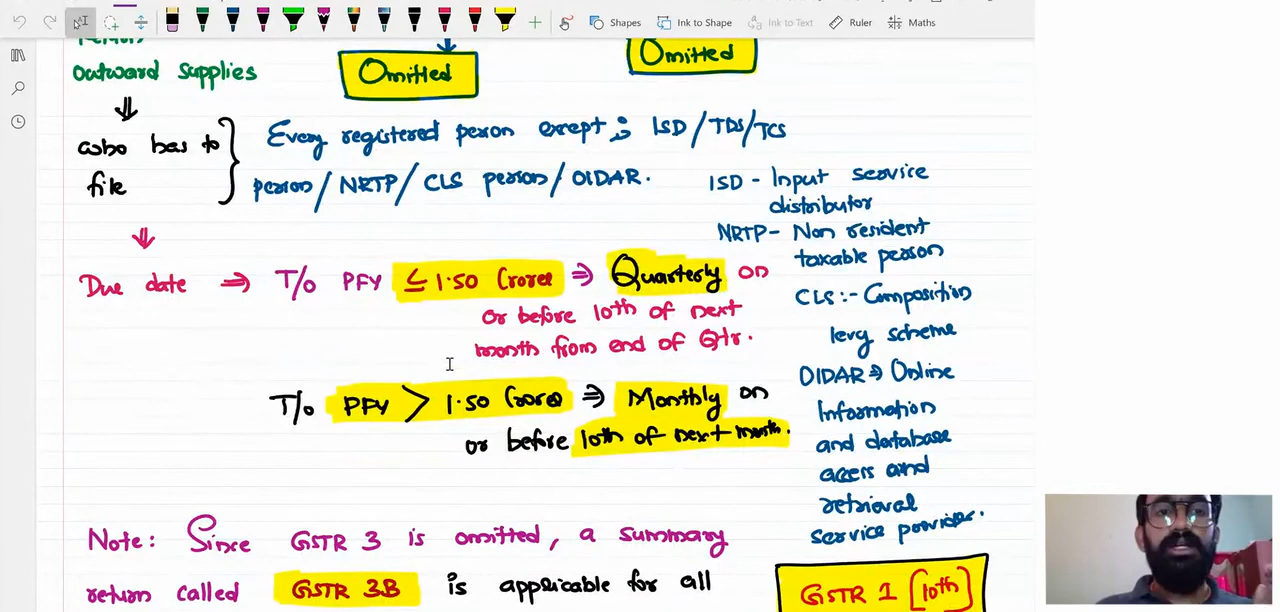 Shapes Ink to Shape Ink to Text Ruler Maths
outward supplies
Omitted
Omitted
who has to
file
Every registered person except : ISD / TDS / TCS
person / NRTP / CLS person / OIDAR.
ISD - Input service
distributor
NRTP - Non resident
taxable person
CLS :- Composition
levy scheme
OIDAR ⇒ Online
Information
and database
access and
retrieval
service provider.
Due date ⇒ T/o PFY ≤ 1.50 Crores ⇒ Quarterly on
or before 10th of next
month from end of Qtr.
T/o PFY > 1.50 Crores ⇒ Monthly on
or before 10th of next month.
Note: Since GSTR 3 is omitted, a summary
return called GSTR 3B is applicable for all
GSTR 1 [10th]